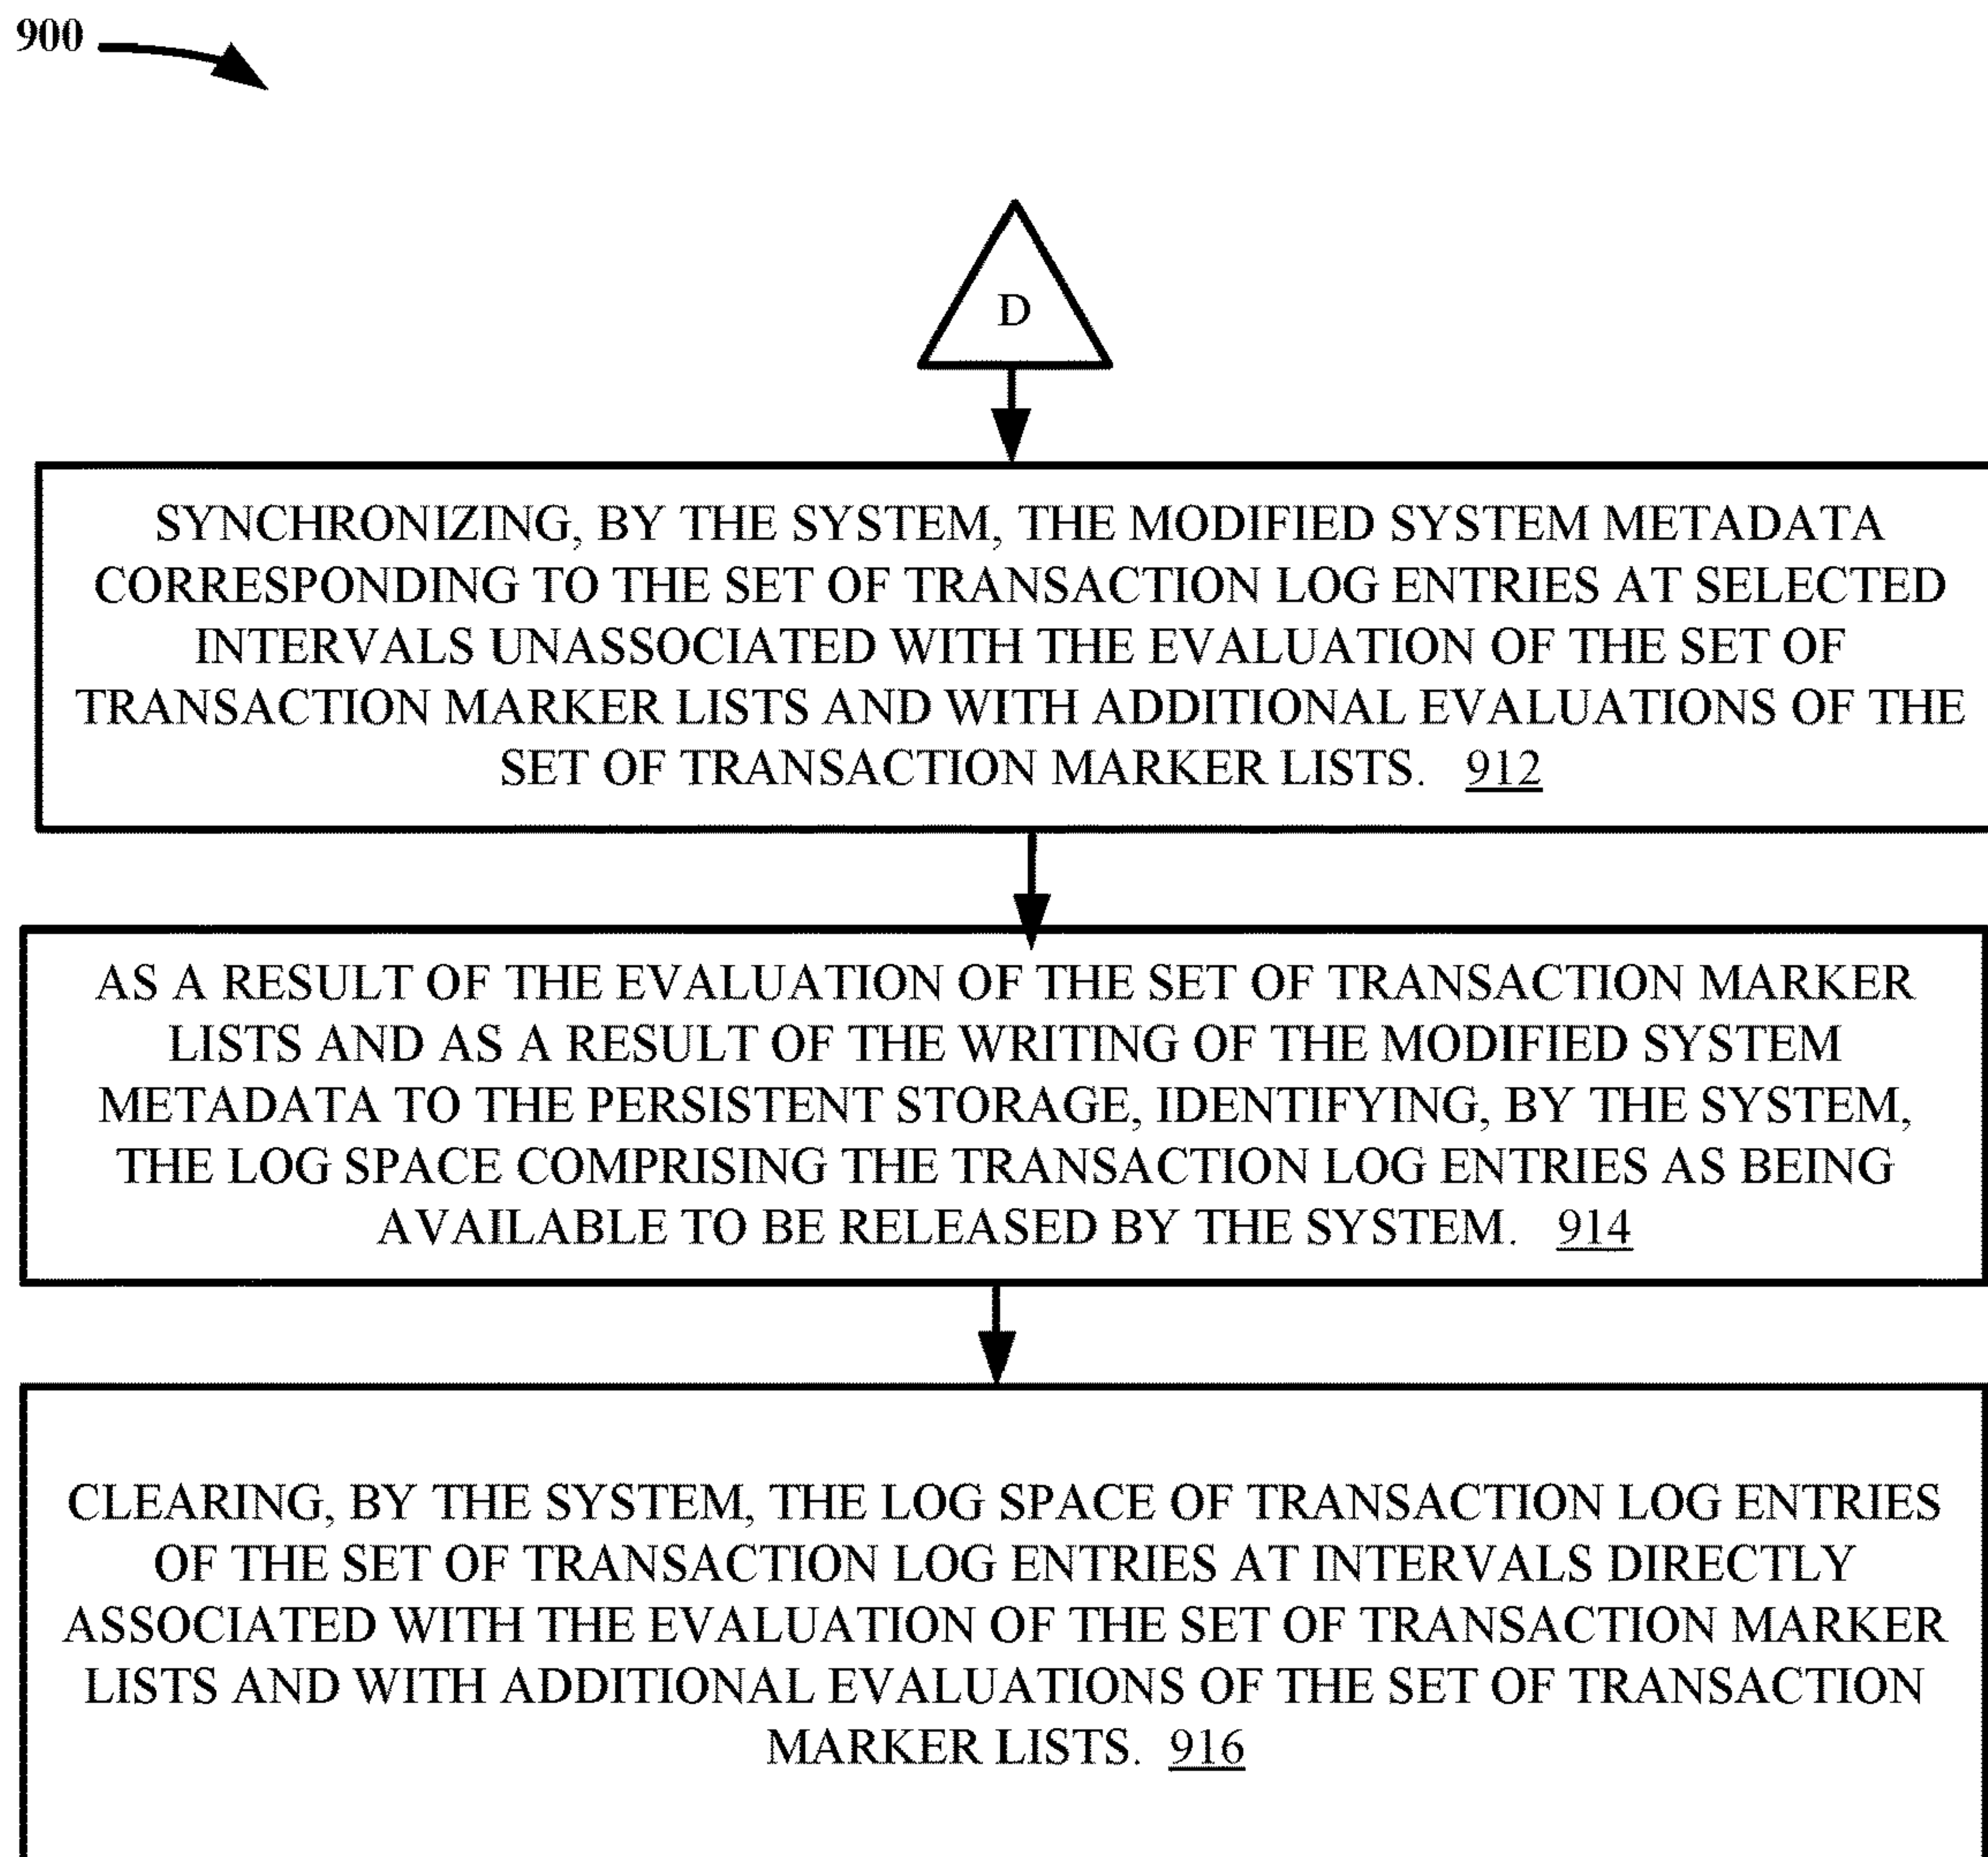 900
D
SYNCHRONIZING, BY THE SYSTEM, THE MODIFIED SYSTEM METADATA
CORRESPONDING TO THE SET OF TRANSACTION LOG ENTRIES AT SELECTED
INTERVALS UNASSOCIATED WITH THE EVALUATION OF THE SET OF
TRANSACTION MARKER LISTS AND WITH ADDITIONAL EVALUATIONS OF THE
SET OF TRANSACTION MARKER LISTS. 912
AS A RESULT OF THE EVALUATION OF THE SET OF TRANSACTION MARKER
LISTS AND AS A RESULT OF THE WRITING OF THE MODIFIED SYSTEM
METADATA TO THE PERSISTENT STORAGE, IDENTIFYING, BY THE SYSTEM,
THE LOG SPACE COMPRISING THE TRANSACTION LOG ENTRIES AS BEING
AVAILABLE TO BE RELEASED BY THE SYSTEM. 914
CLEARING, BY THE SYSTEM, THE LOG SPACE OF TRANSACTION LOG ENTRIES
OF THE SET OF TRANSACTION LOG ENTRIES AT INTERVALS DIRECTLY
ASSOCIATED WITH THE EVALUATION OF THE SET OF TRANSACTION MARKER
LISTS AND WITH ADDITIONAL EVALUATIONS OF THE SET OF TRANSACTION
MARKER LISTS. 916